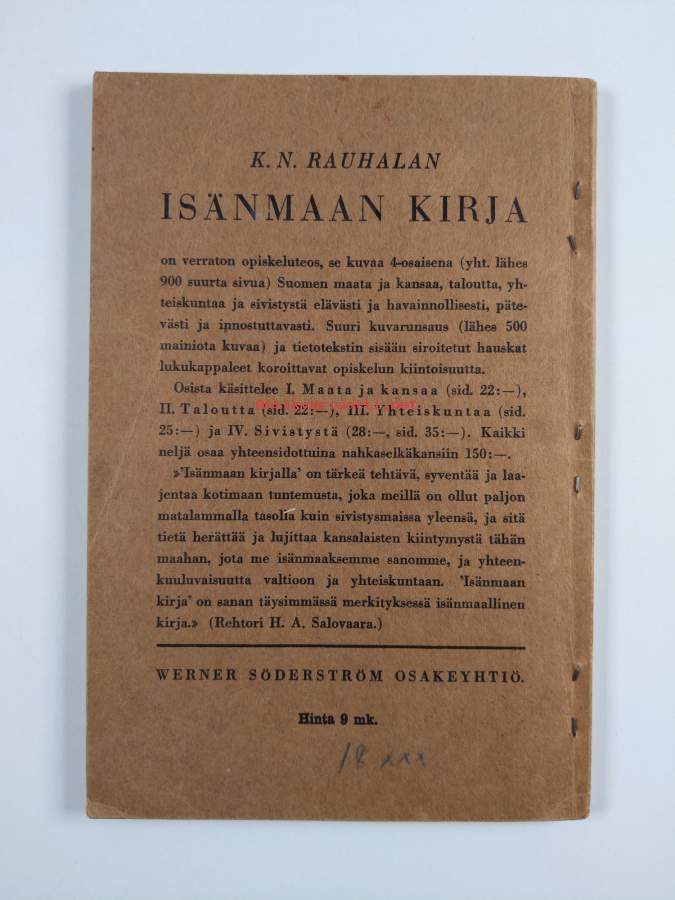 K. N. RAUHALAN
ISÄNMAAN KIRJA
on verraton opiskeluteos, se kuvaa 4-osaisena (yht. lähes
900 suurta sivua) Suomen maata ja kansaa, taloutta, yh-
teiskuntaa ja sivistystä elävästi ja havainnollisesti, päte-
västi ja innostuttavasti. Suuri kuvarunsaus (lähes 500
mainiota kuvaa) ja tietotekstin sisään siroitetut hauskat
lukukappaleet koroittavat opiskelun kiintoisuutta.
Osista käsittelee I. Maata ja kansaa (sid. 22:—),
II. Taloutta (sid. 22:—), III. Yhteiskuntaa (sid.
25:—) ja IV. Sivistystä (28:—, sid. 35:—). Kaikki
neljä osaa yhteensidottuina nahkaselkäkansiin 150:—.
»'Isänmaan kirjalla' on tärkeä tehtävä, syventää ja laa-
jentaa kotimaan tuntemusta, joka meillä on ollut paljon
matalammalla tasolla kuin sivistysmaissa yleensä, ja sitä
tietä herättää ja lujittaa kansalaisten kiintymystä tähän
maahan, jota me isänmaaksemme sanomme, ja yhteen-
kuuluvaisuutta valtioon ja yhteiskuntaan. 'Isänmaan
kirja' on sanan täysimmässä merkityksessä isänmaallinen
kirja.» (Rehtori H. A. Salovaara.)
WERNER SÖDERSTRÖM OSAKEYHTIÖ.
Hinta 9 mk.
18 xxx